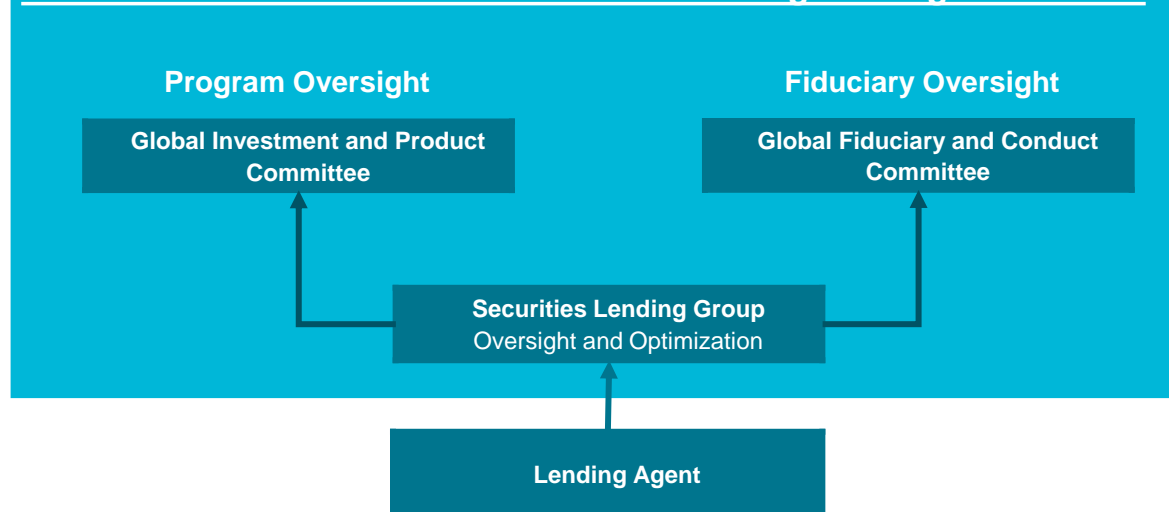 Program Oversight
Fiduciary Oversight
Global Investment and Product
Committee
Global Fiduciary and Conduct
Committee
Securities Lending Group
Oversight and Optimization
Lending Agent